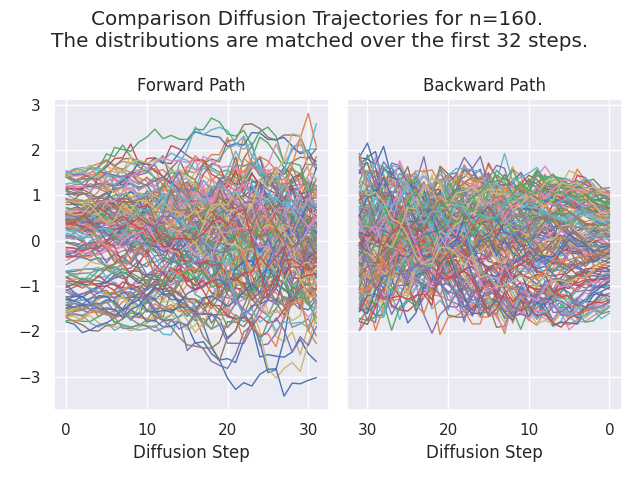 Comparison Diffusion Trajectories for n=160.
The distributions are matched over the first 32 steps.
Forward Path
Backward Path
3
2
1
0
−1
−2
−3
0 10 20 30
30 20 10 0
Diffusion Step
Diffusion Step